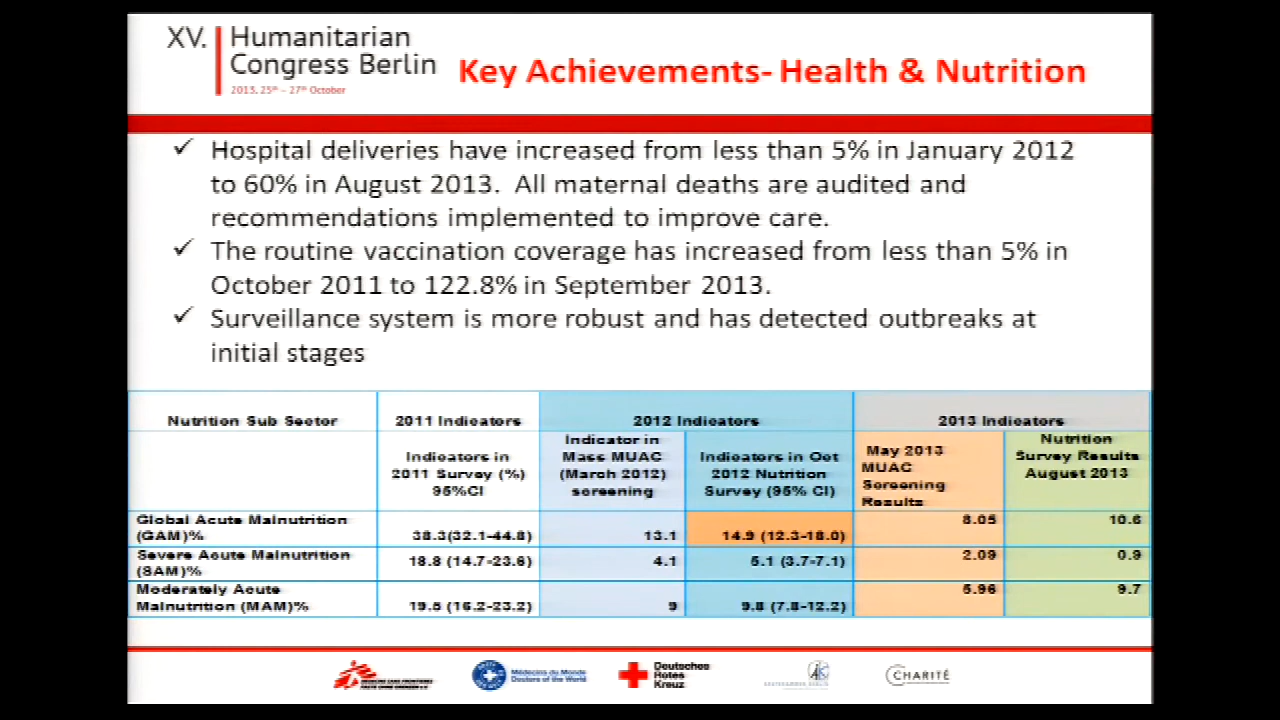 XV.
Humanitarian
Congress Berlin
2013, 25th – 27th October
Key Achievements- Health & Nutrition
✓ Hospital deliveries have increased from less than 5% in January 2012
to 60% in August 2013. All maternal deaths are audited and
recommendations implemented to improve care.
✓ The routine vaccination coverage has increased from less than 5% in
October 2011 to 122.8% in September 2013.
✓ Surveillance system is more robust and has detected outbreaks at
initial stages
Nutrition Sub Sector 2011 Indicators 2012 Indicators 2013 Indicators
Indicators in
2011 Survey (%)
95%CI
Indicator in
Mass MUAC
(March 2012)
screening
Indicators in Oct
2012 Nutrition
Survey (95% CI)
May 2013
MUAC
Screening
Results
Nutrition
Survey Results
August 2013
Global Acute Malnutrition
(GAM)% 38.3(32.1-44.8) 13.1 14.9 (12.3-18.0) 8.05 10.6
Severe Acute Malnutrition
(SAM)% 18.8 (14.7-23.6) 4.1 5.1 (3.7-7.1) 2.09 0.9
Moderately Acute
Malnutrition (MAM)% 19.5 (16.2-23.2) 9 9.8 (7.8-12.2) 5.96 9.7
Médecins du Monde
Doctors of the World
Deutsches
Rotes
Kreuz
CHARITÉ